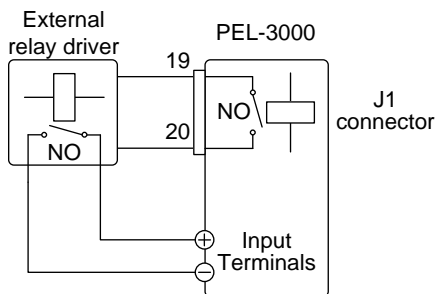 External
relay driver
PEL-3000
19
20
NO
NO
J1
connector
+
−
Input
Terminals